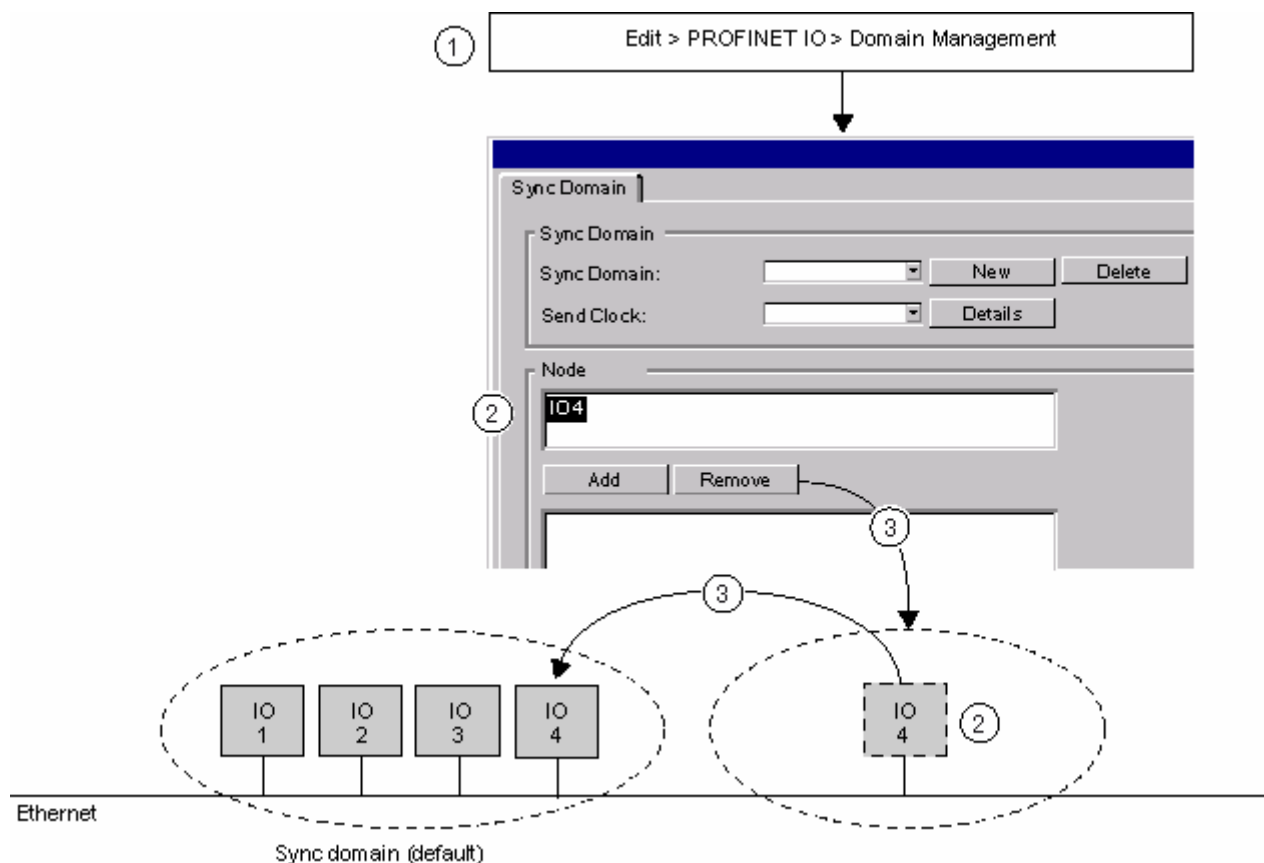 1
Edit > PROFINET IO > Domain Management
Sync Domain
Sync Domain
Sync Domain:
New
Delete
Send Clock:
Details
Node
2
IO4
Add
Remove
3
3
IO
1
IO
2
IO
3
IO
4
IO
4
2
Ethernet
Sync domain (default)